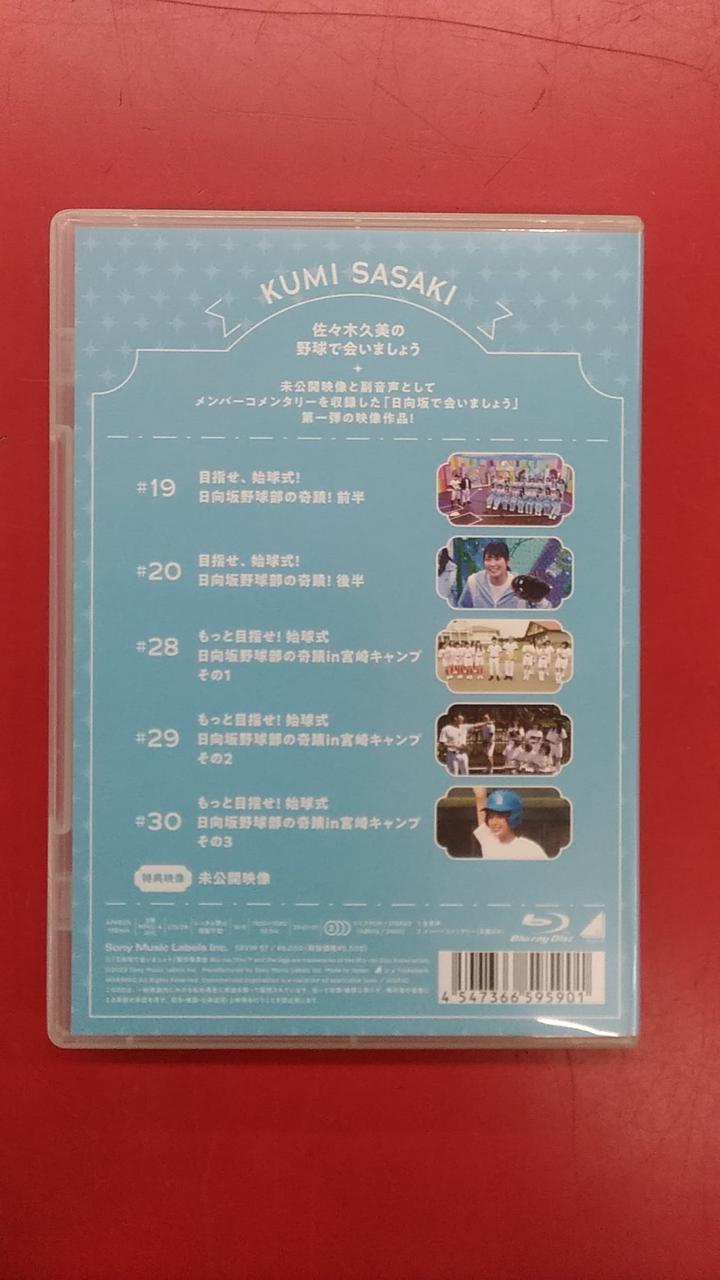 KUMI SASAKI
佐々木久美の
野球で会いましょう
未公開映像と副音声として
メンバーコメンタリーを収録した「日向坂で会いましょう」
第一弾の映像作品!
#19
目指せ、始球式!
日向坂野球部の奇蹟! 前半
#20
目指せ、始球式!
日向坂野球部の奇蹟! 後半
#28
もっと目指せ! 始球式
日向坂野球部の奇蹟in宮崎キャンプ
その1
#29
もっと目指せ! 始球式
日向坂野球部の奇蹟in宮崎キャンプ
その2
#30
もっと目指せ! 始球式
日向坂野球部の奇蹟in宮崎キャンプ
その3
特典映像 未公開映像
Blu-ray Disc
Sony Music Labels Inc.
4 547366 595901